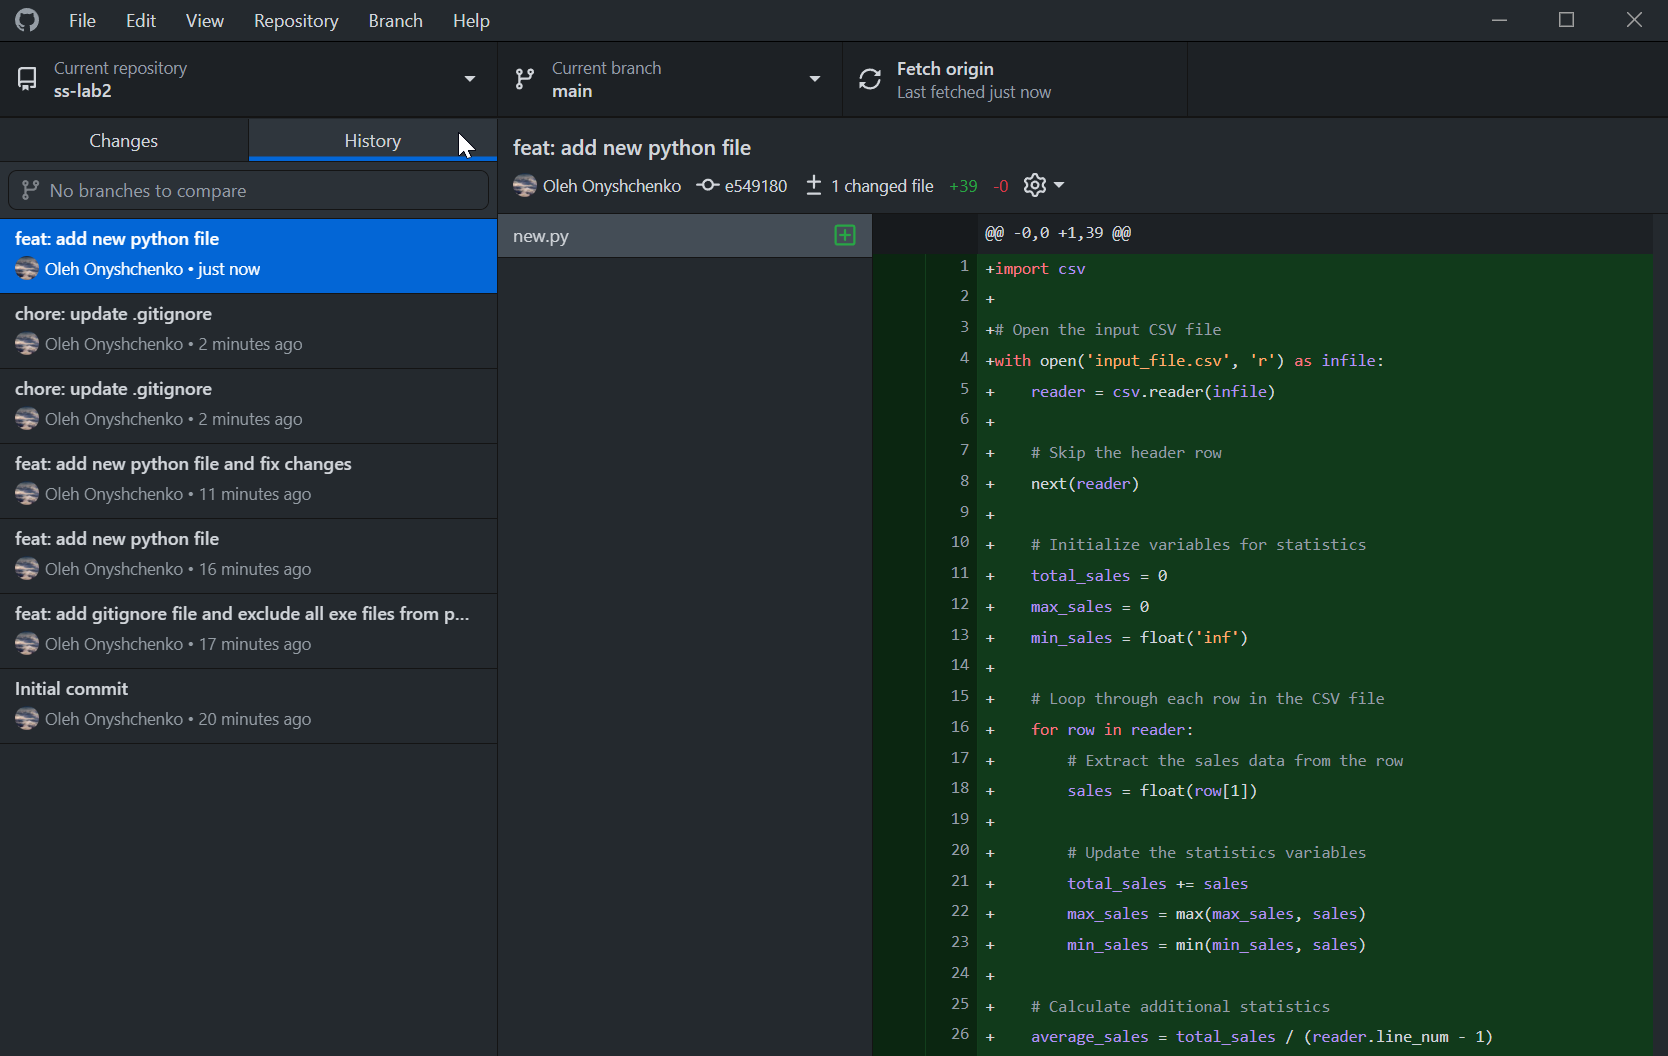 File Edit View Repository Branch Help
Current repository
ss-lab2
Current branch
main
Fetch origin
Last fetched just now
Changes
History
No branches to compare
feat: add new python file
Oleh Onyshchenko • just now
chore: update .gitignore
Oleh Onyshchenko • 2 minutes ago
chore: update .gitignore
Oleh Onyshchenko • 2 minutes ago
feat: add new python file and fix changes
Oleh Onyshchenko • 11 minutes ago
feat: add new python file
Oleh Onyshchenko • 16 minutes ago
feat: add gitignore file and exclude all exe files from p...
Oleh Onyshchenko • 17 minutes ago
Initial commit
Oleh Onyshchenko • 20 minutes ago
feat: add new python file
Oleh Onyshchenko e549180 1 changed file +39 -0
new.py
@@ -0,0 +1,39 @@
1 +import csv
2 +
3 +# Open the input CSV file
4 +with open('input_file.csv', 'r') as infile:
5 +    reader = csv.reader(infile)
6 +
7 +    # Skip the header row
8 +    next(reader)
9 +
10 +    # Initialize variables for statistics
11 +    total_sales = 0
12 +    max_sales = 0
13 +    min_sales = float('inf')
14 +
15 +    # Loop through each row in the CSV file
16 +    for row in reader:
17 +        # Extract the sales data from the row
18 +        sales = float(row[1])
19 +
20 +        # Update the statistics variables
21 +        total_sales += sales
22 +        max_sales = max(max_sales, sales)
23 +        min_sales = min(min_sales, sales)
24 +
25 +    # Calculate additional statistics
26 +    average_sales = total_sales / (reader.line_num - 1)